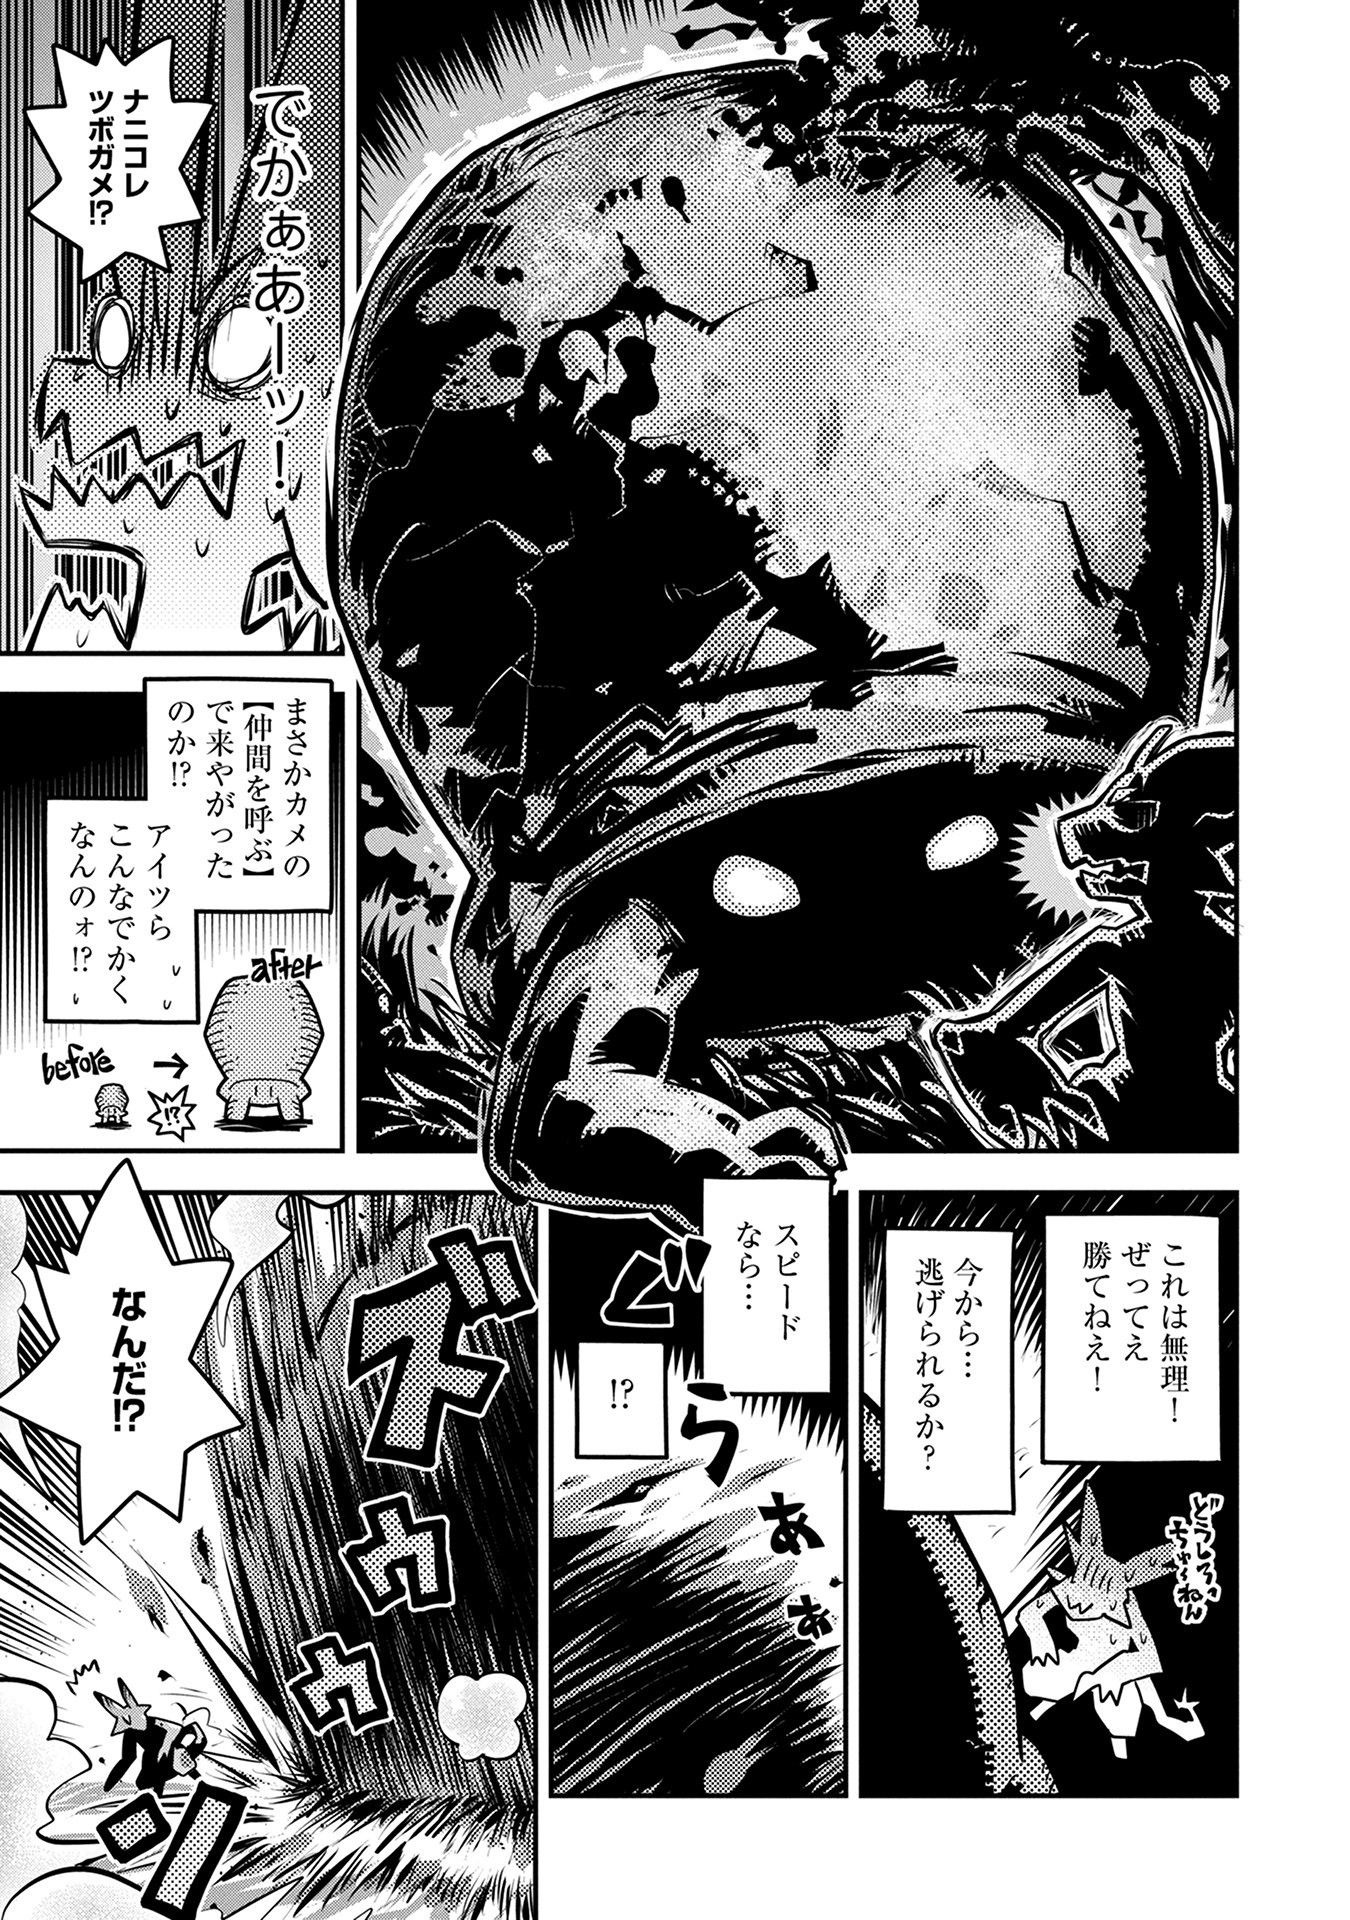 でかぁあーッ!
ナニコレ
ツボガメ!?
まさかカメの
【仲間を呼ぶ】
で来やがった
のか!?
アイツら
こんなでかく
なんのォ!?
after
before
→
!?
これは無理!
ぜってえ
勝てねえ!
どうしろっ
ちゅーねん
今から…
逃げられるか?
スピード
なら…
!?
ぐらあぁ
ズウウン
なんだ!?